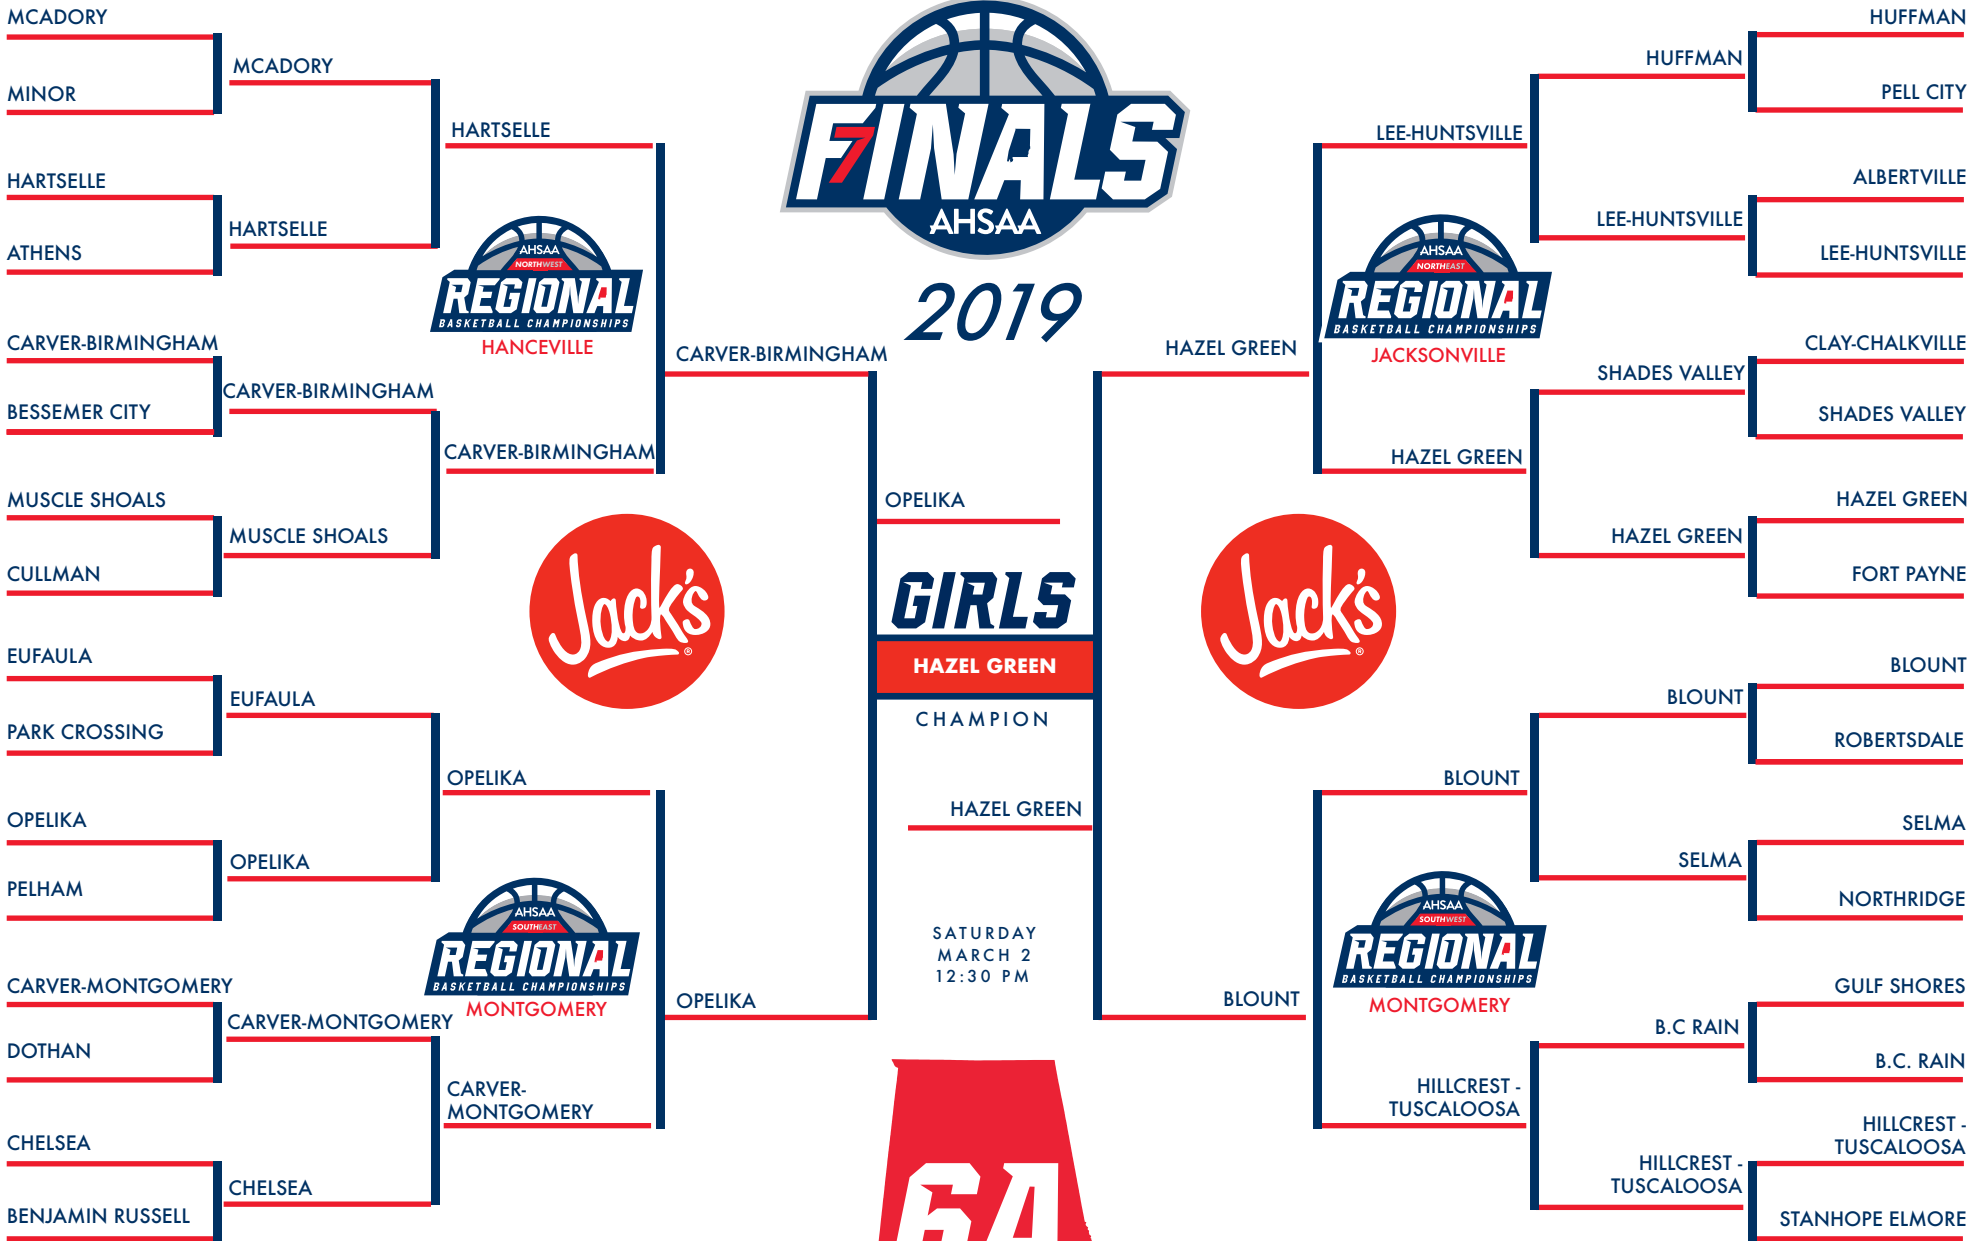 MCADORY
MINOR
HARTSELLE
ATHENS
CARVER-BIRMINGHAM
BESSEMER CITY
MUSCLE SHOALS
CULLMAN
EUFAULA
PARK CROSSING
OPELIKA
PELHAM
CARVER-MONTGOMERY
DOTHAN
CHELSEA
BENJAMIN RUSSELL
MCADORY
HARTSELLE
CARVER-BIRMINGHAM
MUSCLE SHOALS
EUFAULA
OPELIKA
CARVER-MONTGOMERY
CHELSEA
HARTSELLE
AHSAA
NORTHWEST
REGIONAL
BASKETBALL CHAMPIONSHIPS
HANCEVILLE
CARVER-BIRMINGHAM
Jack's
®
OPELIKA
AHSAA
SOUTHEAST
REGIONAL
BASKETBALL CHAMPIONSHIPS
MONTGOMERY
CARVER-
MONTGOMERY
CARVER-BIRMINGHAM
OPELIKA
F7INALS
AHSAA
2019
OPELIKA
GIRLS
HAZEL GREEN
CHAMPION
HAZEL GREEN
SATURDAY
MARCH 2
12:30 PM
6A
HAZEL GREEN
BLOUNT
LEE-HUNTSVILLE
AHSAA
NORTHEAST
REGIONAL
BASKETBALL CHAMPIONSHIPS
JACKSONVILLE
HAZEL GREEN
Jack's
®
BLOUNT
AHSAA
SOUTHWEST
REGIONAL
BASKETBALL CHAMPIONSHIPS
MONTGOMERY
HILLCREST -
TUSCALOOSA
HUFFMAN
LEE-HUNTSVILLE
SHADES VALLEY
HAZEL GREEN
BLOUNT
SELMA
B.C RAIN
HILLCREST -
TUSCALOOSA
HUFFMAN
PELL CITY
ALBERTVILLE
LEE-HUNTSVILLE
CLAY-CHALKVILLE
SHADES VALLEY
HAZEL GREEN
FORT PAYNE
BLOUNT
ROBERTSDALE
SELMA
NORTHRIDGE
GULF SHORES
B.C. RAIN
HILLCREST -
TUSCALOOSA
STANHOPE ELMORE